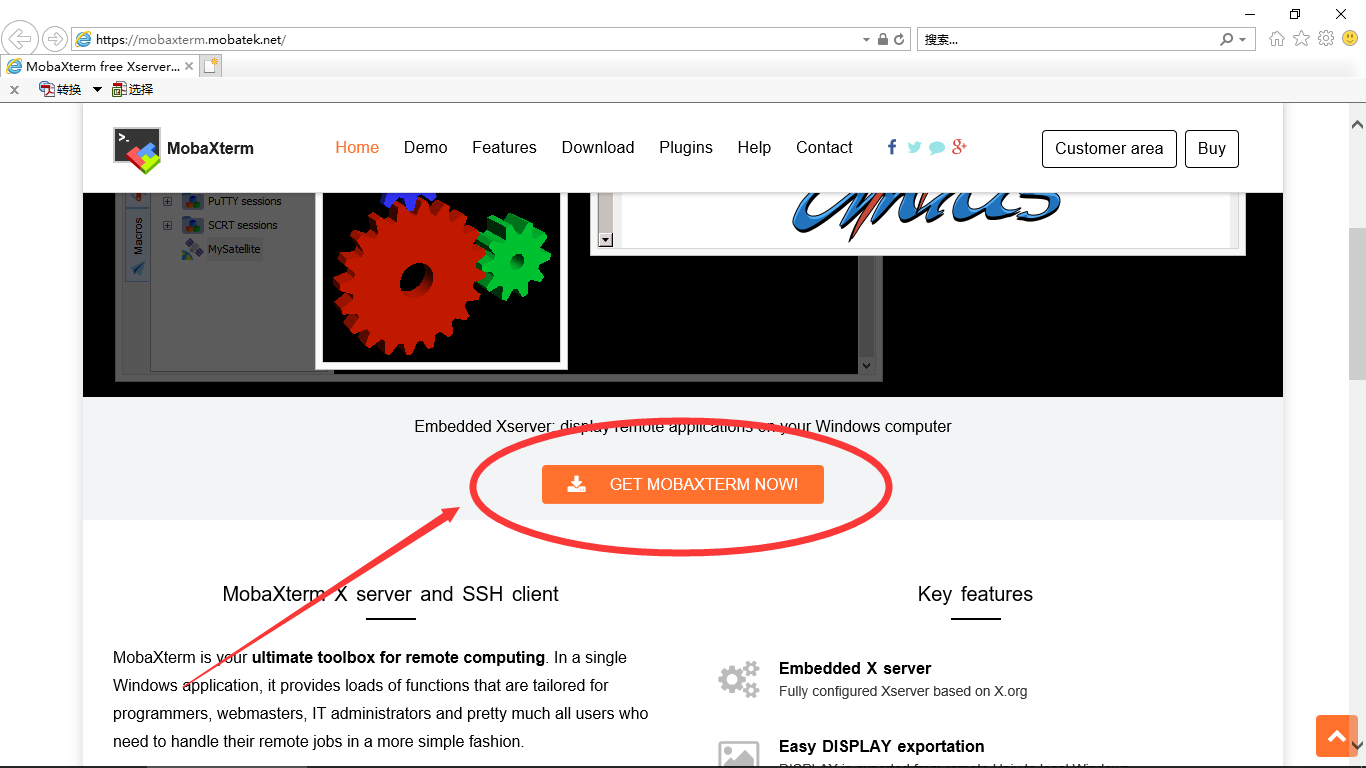 https://mobaxterm.mobatek.net/
搜索...
MobaXterm free Xserver...
x 转换 选择
MobaXterm
Home Demo Features Download Plugins Help Contact
Customer area Buy
PuTTY sessions
SCRT sessions
MySatellite
Macros
Embedded Xserver: display remote applications on your Windows computer
GET MOBAXTERM NOW!
MobaXterm X server and SSH client
MobaXterm is your ultimate toolbox for remote computing. In a single
Windows application, it provides loads of functions that are tailored for
programmers, webmasters, IT administrators and pretty much all users who
need to handle their remote jobs in a more simple fashion.
Key features
Embedded X server
Fully configured Xserver based on X.org
Easy DISPLAY exportation